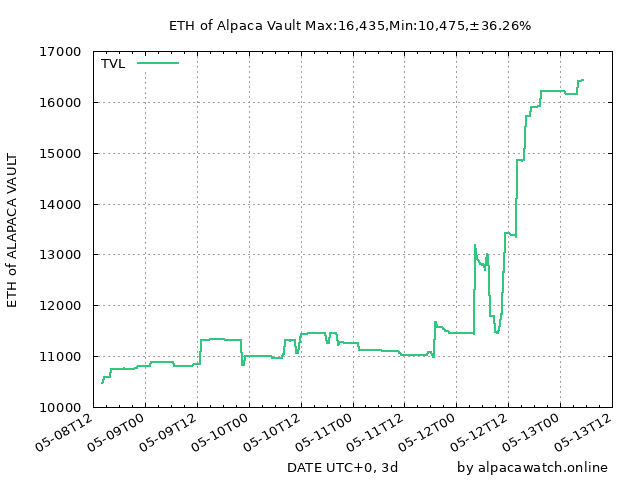 ETH of Alpaca Vault Max:16,435,Min:10,475,±36.26%
TVL
17000
16000
15000
14000
13000
12000
11000
10000
ETH of ALAPACA VAULT
05-08T12
05-09T00
05-09T12
05-10T00
05-10T12
05-11T00
05-11T12
05-12T00
05-12T12
05-13T00
05-13T12
DATE UTC+0, 3d
by alpacawatch.online